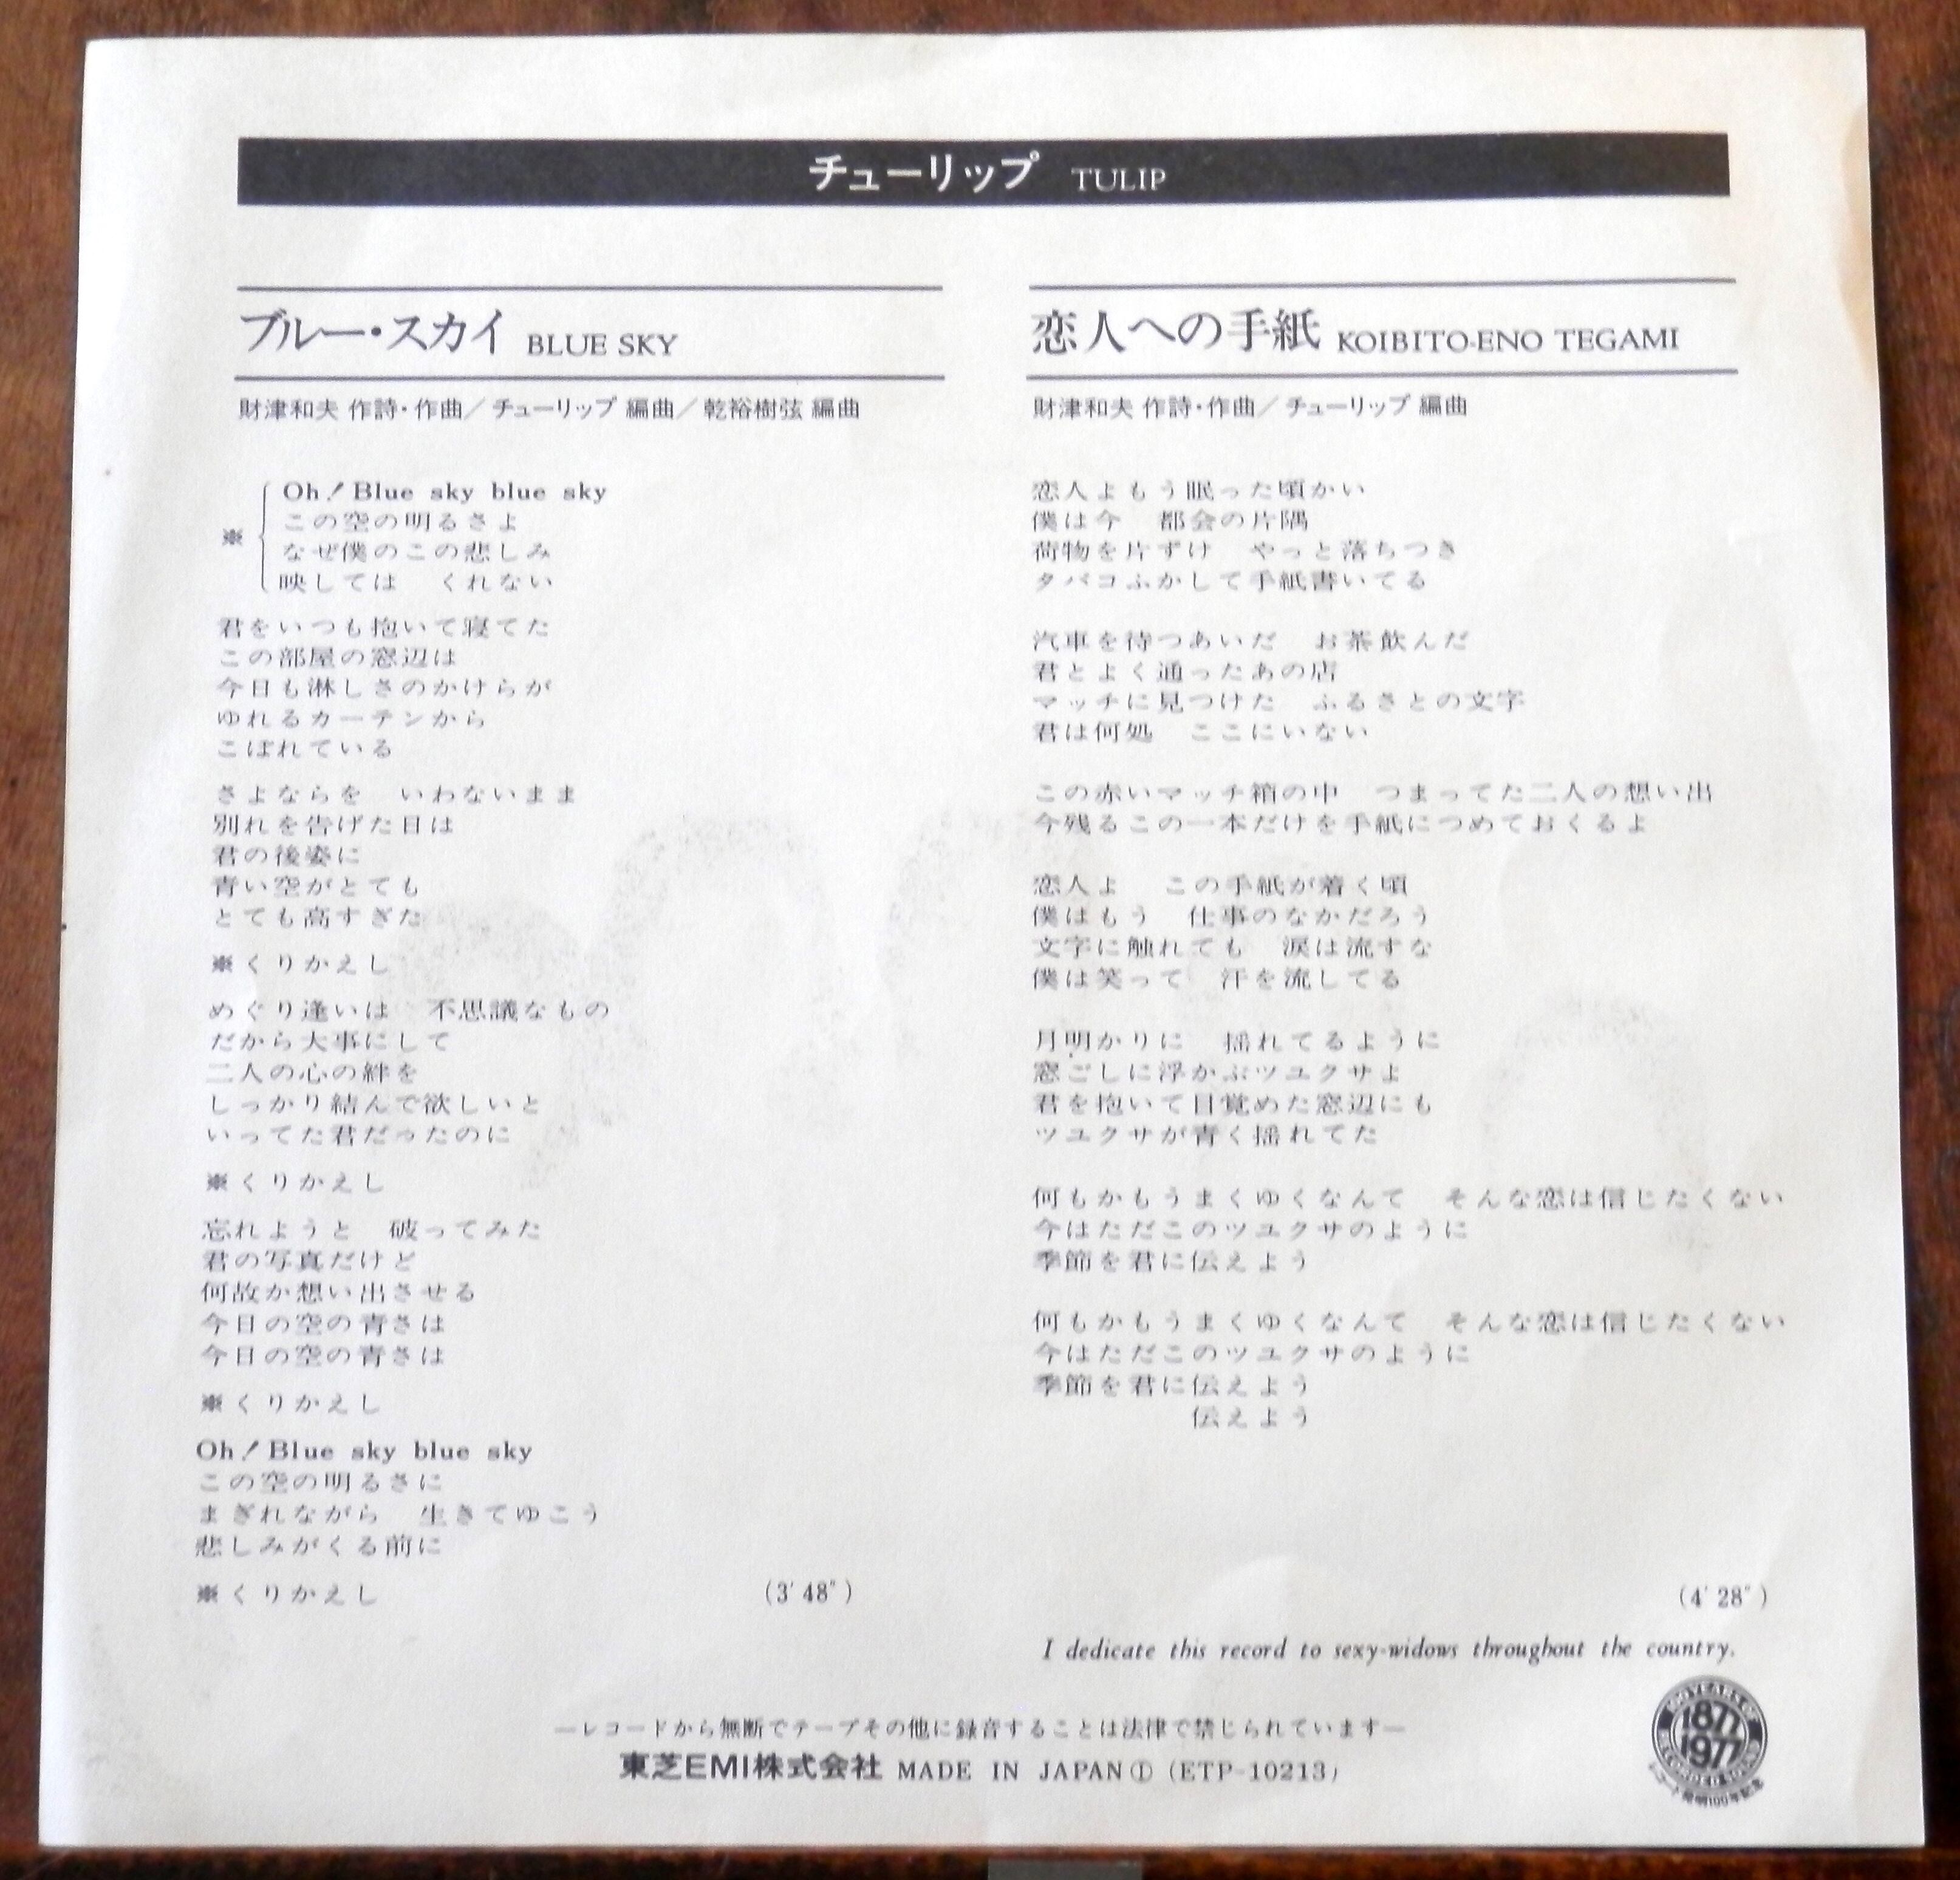 チューリップ TULIP
ブルー・スカイ BLUE SKY
財津和夫 作詩・作曲／チューリップ 編曲／乾裕樹弦 編曲
Oh！Blue sky blue sky
この空の明るさよ
※ なぜ僕のこの悲しみ
映しては　くれない
君をいつも抱いて寝てた
この部屋の窓辺は
今日も淋しさのかけらが
ゆれるカーテンから
こぼれている
さよならを　いわないまま
別れを告げた日は
君の後姿に
青い空がとても
とても高すぎた
※くりかえし
めぐり逢いは　不思議なもの
だから大事にして
二人の心の絆を
しっかり結んで欲しいと
いってた君だったのに
※くりかえし
忘れようと　破ってみた
君の写真だけど
何故か想い出させる
今日の空の青さは
今日の空の青さは
※くりかえし
Oh！Blue sky blue sky
この空の明るさに
まぎれながら　生きてゆこう
悲しみがくる前に
※くりかえし
(3′48″)
恋人への手紙 KOIBITO-ENO TEGAMI
財津和夫 作詩・作曲／チューリップ 編曲
恋人よもう眠った頃かい
僕は今　都会の片隅
荷物を片ずけ　やっと落ちつき
タバコふかして手紙書いてる
汽車を待つあいだ　お茶飲んだ
君とよく通ったあの店
マッチに見つけた　ふるさとの文字
君は何処　ここにいない
この赤いマッチ箱の中　つまってた二人の想い出
今残るこの一本だけを手紙につめておくるよ
恋人よ　この手紙が着く頃
僕はもう　仕事のなかだろう
文字に触れても　涙は流すな
僕は笑って　汗を流してる
月明かりに　揺れてるように
窓ごしに浮かぶツユクサよ
君を抱いて目覚めた窓辺にも
ツユクサが青く揺れてた
何もかもうまくゆくなんて　そんな恋は信じたくない
今はただこのツユクサのように
季節を君に伝えよう
何もかもうまくゆくなんて　そんな恋は信じたくない
今はただこのツユクサのように
季節を君に伝えよう
伝えよう
(4′28″)
I dedicate this record to sexy-widows throughout the country.
—レコードから無断でテープその他に録音することは法律で禁じられています—
東芝EMI株式会社 MADE IN JAPAN Ⓘ (ETP-10213)
100 YEARS OF
1877
1977
RECORDED SOUND
レコード発明100年記念